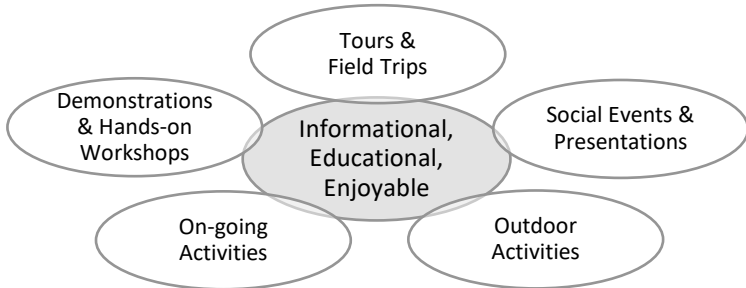 Tours &
Field Trips
Demonstrations
& Hands-on
Workshops
Informational,
Educational,
Enjoyable
Social Events &
Presentations
On-going
Activities
Outdoor
Activities